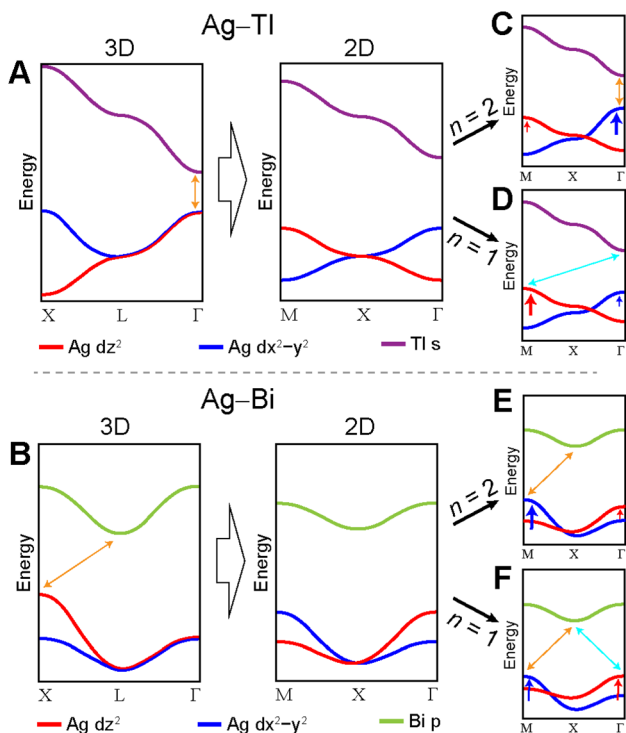 Ag–Tl
3D
2D
A
Energy
X L Γ
M X Γ
n = 2
n = 1
C
Energy
M X Γ
D
Energy
M X Γ
Ag dz²
Ag dx²–y²
Tl s
Ag–Bi
3D
2D
B
Energy
X L Γ
M X Γ
n = 2
n = 1
E
Energy
M X Γ
F
Energy
M X Γ
Ag dz²
Ag dx²–y²
Bi p